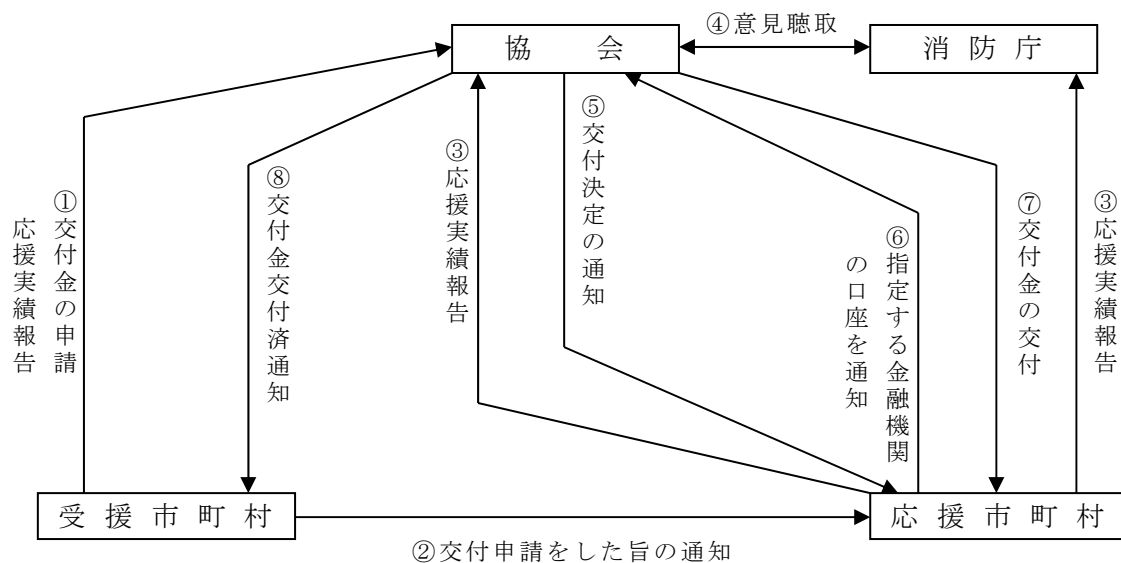 ④意見聴取
協会
消防庁
①交付金の申請
応援実績報告
⑧交付金交付済通知
③応援実績報告
⑤交付決定の通知
⑥指定する金融機関
の口座を通知
⑦交付金の交付
③応援実績報告
受援市町村
応援市町村
②交付申請をした旨の通知